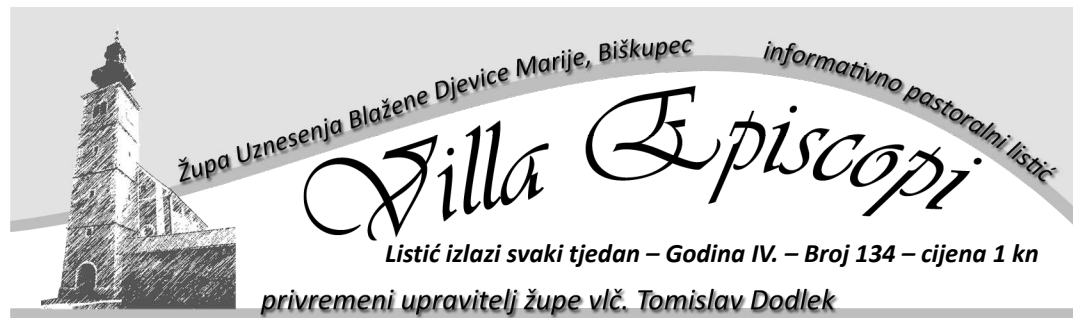 Župa Uznesenja Blažene Djevice Marije, Biškupec
informativno pastoralni listić
Villa Episcopi
Listić izlazi svaki tjedan – Godina IV. – Broj 134 – cijena 1 kn
privremeni upravitelj župe vlč. Tomislav Dodlek